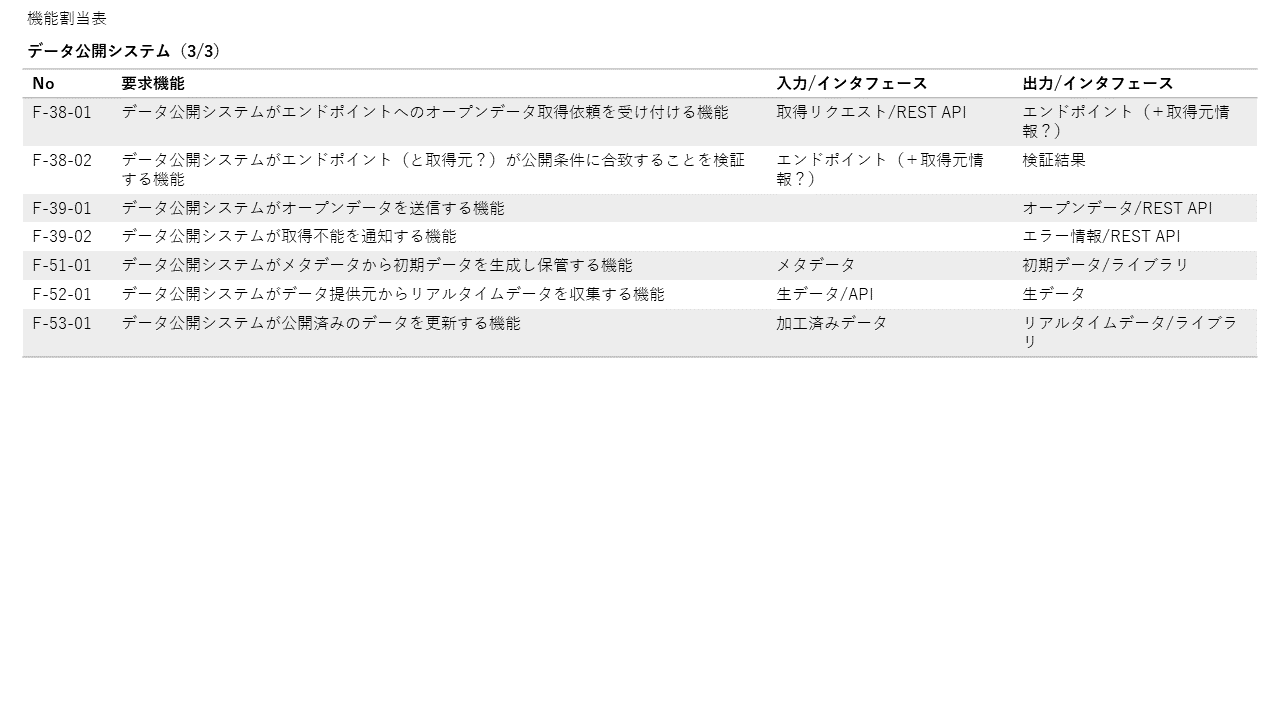 機能割当表
データ公開システム（3/3）
No 要求機能 入力/インタフェース 出力/インタフェース
F-38-01 データ公開システムがエンドポイントへのオープンデータ取得依頼を受け付ける機能 取得リクエスト/REST API エンドポイント（＋取得元情
報？）
F-38-02 データ公開システムがエンドポイント（と取得元？）が公開条件に合致することを検証 エンドポイント（＋取得元情 検証結果
する機能 報？）
F-39-01 データ公開システムがオープンデータを送信する機能 オープンデータ/REST API
F-39-02 データ公開システムが取得不能を通知する機能 エラー情報/REST API
F-51-01 データ公開システムがメタデータから初期データを生成し保管する機能 メタデータ 初期データ/ライブラリ
F-52-01 データ公開システムがデータ提供元からリアルタイムデータを収集する機能 生データ/API 生データ
F-53-01 データ公開システムが公開済みのデータを更新する機能 加工済みデータ リアルタイムデータ/ライブラ
リ